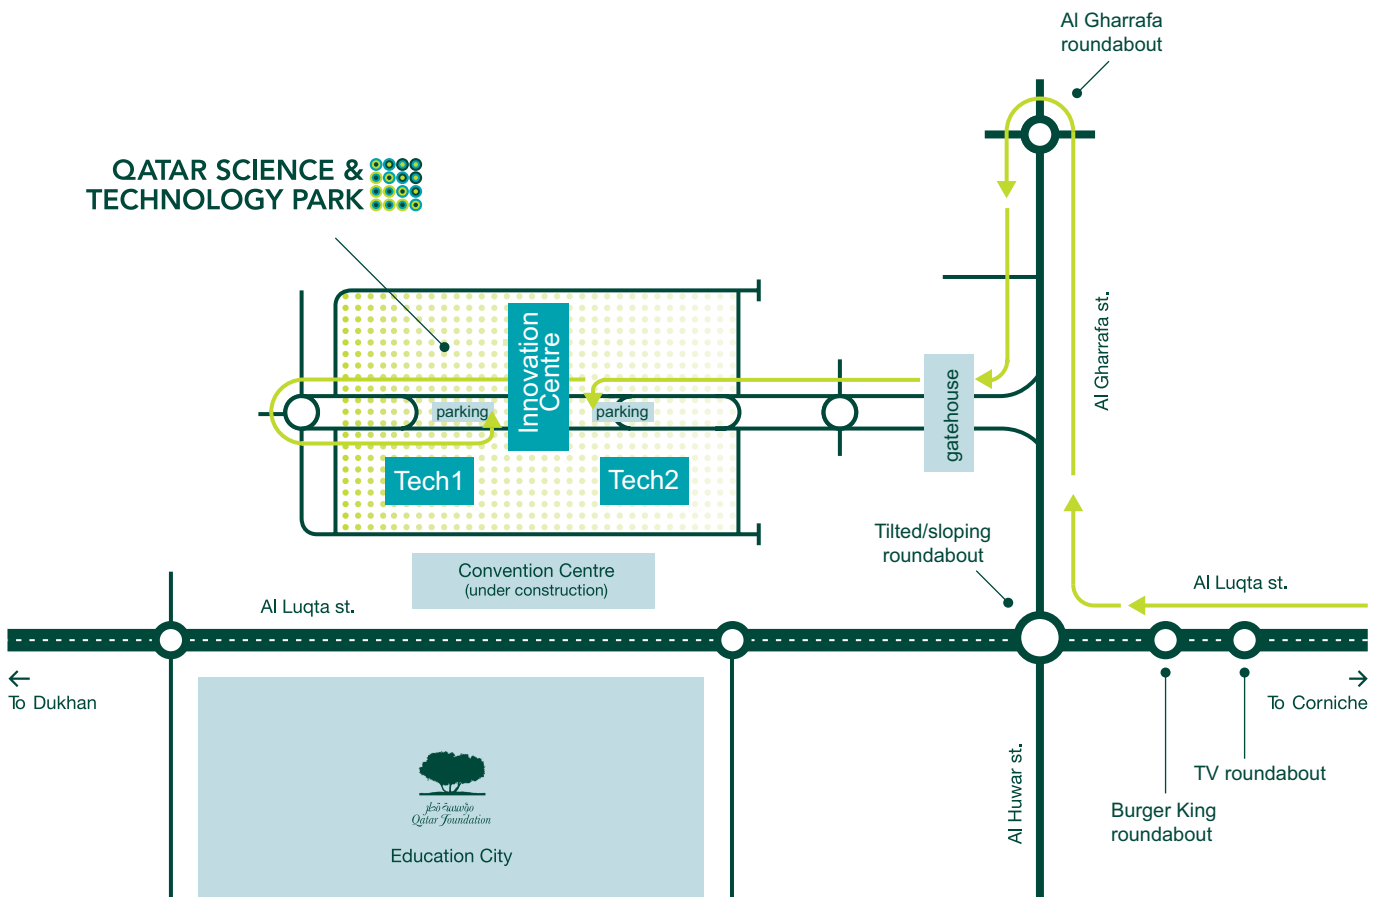 Al Gharrafa
roundabout
QATAR SCIENCE &
TECHNOLOGY PARK
Innovation
Centre
parking
parking
gatehouse
Al Gharrafa st.
Tech1
Tech2
Tilted/sloping
roundabout
Convention Centre
(under construction)
Al Luqta st.
Al Luqta st.
To Dukhan
To Corniche
Al Huwar st.
TV roundabout
Burger King
roundabout
مؤسسة قطر
Qatar Foundation
Education City